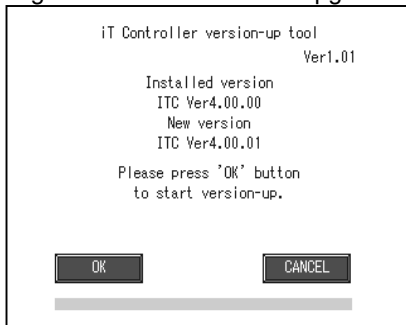 iT Controller version-up tool
Ver1.01
Installed version
ITC Ver4.00.00
New version
ITC Ver4.00.01
Please press 'OK' button
to start version-up.
OK CANCEL